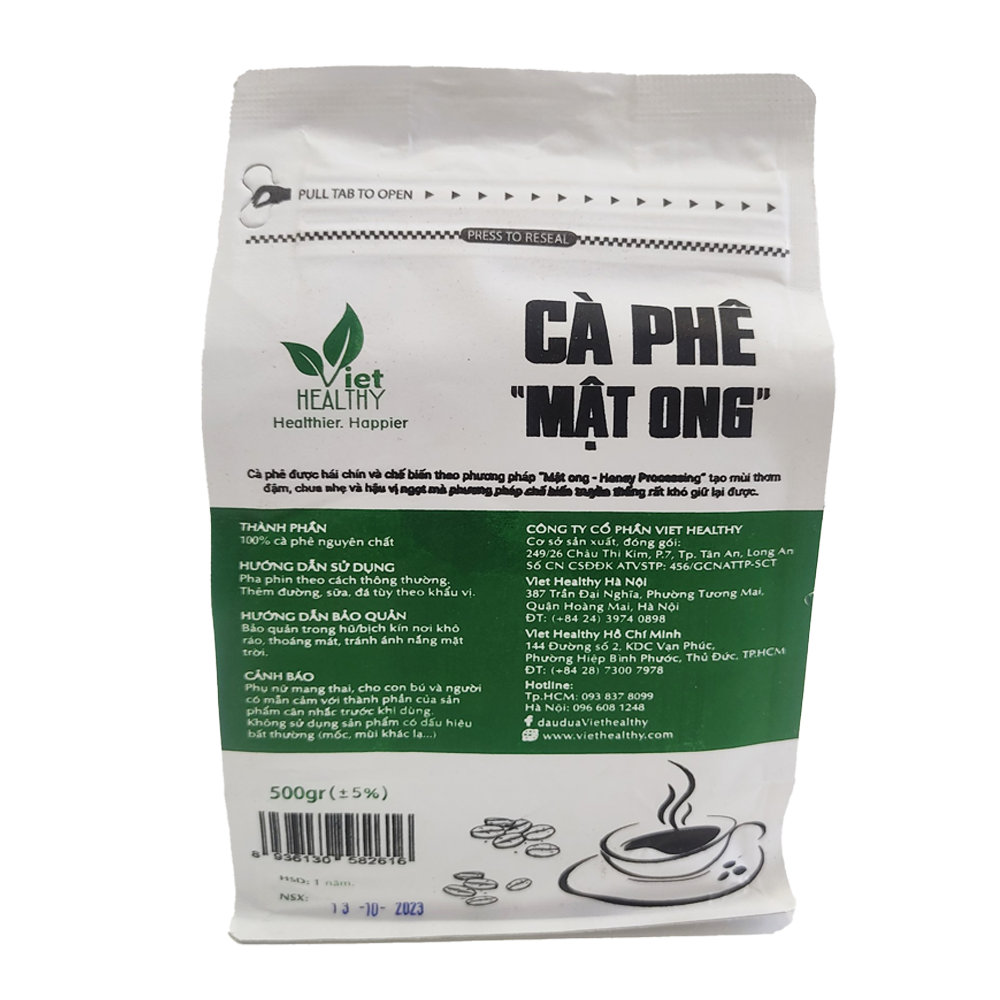 PULL TAB TO OPEN
PRESS TO RESEAL
Viet
HEALTHY
Healthier. Happier
CÀ PHÊ
"MẬT ONG"
Cà phê được hái chín và chế biến theo phương pháp "Mật ong - Honey Processing" tạo mùi thơm
đậm, chua nhẹ và hậu vị ngọt mà phương pháp chế biến truyền thống rất khó giữ lại được.
THÀNH PHẦN
100% cà phê nguyên chất
HƯỚNG DẪN SỬ DỤNG
Pha phin theo cách thông thường.
Thêm đường, sữa, đá tùy theo khẩu vị.
HƯỚNG DẪN BẢO QUẢN
Bảo quản trong hũ/bịch kín nơi khô
ráo, thoáng mát, tránh ánh nắng mặt
trời.
CẢNH BÁO
Phụ nữ mang thai, cho con bú và người
có mẫn cảm với thành phần của sản
phẩm cân nhắc trước khi dùng.
Không sử dụng sản phẩm có dấu hiệu
bất thường (mốc, mùi khác lạ...)
CÔNG TY CỔ PHẦN VIET HEALTHY
Cơ sở sản xuất, đóng gói:
249/26 Châu Thị Kim, P.7, Tp. Tân An, Long An
Số CN CSĐĐK ATVSTP: 456/GCNATTP-SCT
Viet Healthy Hà Nội
387 Trần Đại Nghĩa, Phường Tương Mai,
Quận Hoàng Mai, Hà Nội
ĐT: (+84 24) 3974 0898
Viet Healthy Hồ Chí Minh
144 Đường số 2, KDC Vạn Phúc,
Phường Hiệp Bình Phước, Thủ Đức, TP.HCM
ĐT: (+84 28) 7300 7978
Hotline:
Tp.HCM: 093 837 8099
Hà Nội: 096 608 1248
dauduaViethealthy
www.viethealthy.com
500gr (±5%)
8 936130 582616
HSD: 1 năm.
NSX: 13 -10- 2023